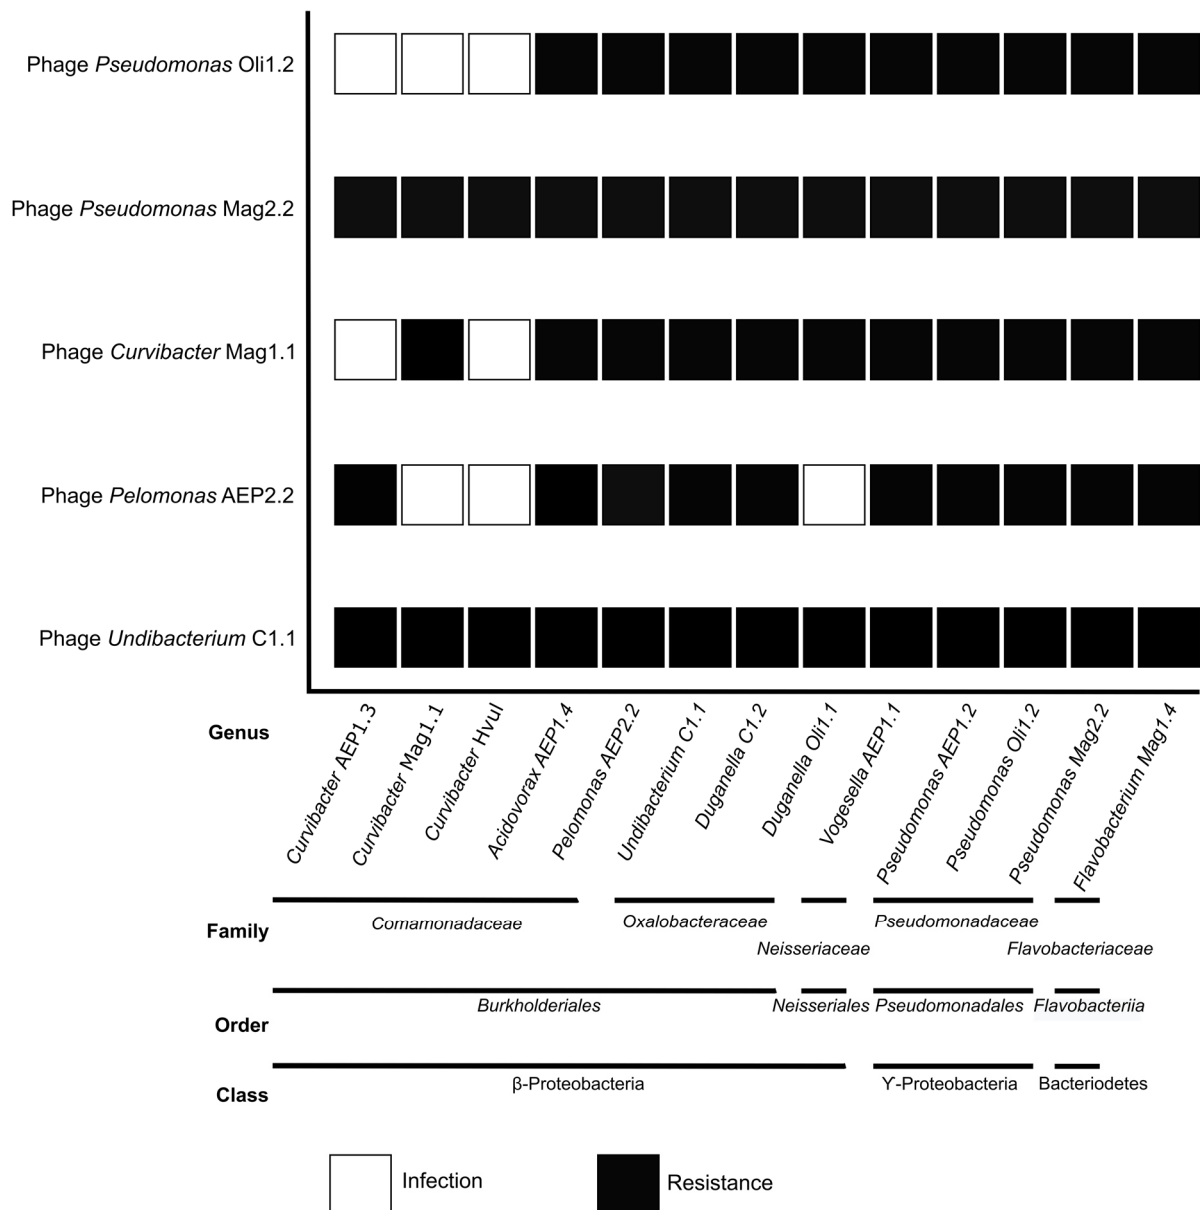 Phage Pseudomonas Oli1.2
Phage Pseudomonas Mag2.2
Phage Curvibacter Mag1.1
Phage Pelomonas AEP2.2
Phage Undibacterium C1.1
Genus
Curvibacter AEP1.3
Curvibacter Mag1.1
Curvibacter Hvul
Acidovorax AEP1.4
Pelomonas AEP2.2
Undibacterium C1.1
Duganella C1.2
Duganella Oli1.1
Vogesella AEP1.1
Pseudomonas AEP1.2
Pseudomonas Oli1.2
Pseudomonas Mag2.2
Flavobacterium Mag1.4
Family
Comamonadaceae
Oxalobacteraceae
Neisseriaceae
Pseudomonadaceae
Flavobacteriaceae
Order
Burkholderiales
Neisseriales
Pseudomonadales
Flavobacteriia
Class
β-Proteobacteria
ϒ-Proteobacteria
Bacteriodetes
Infection
Resistance